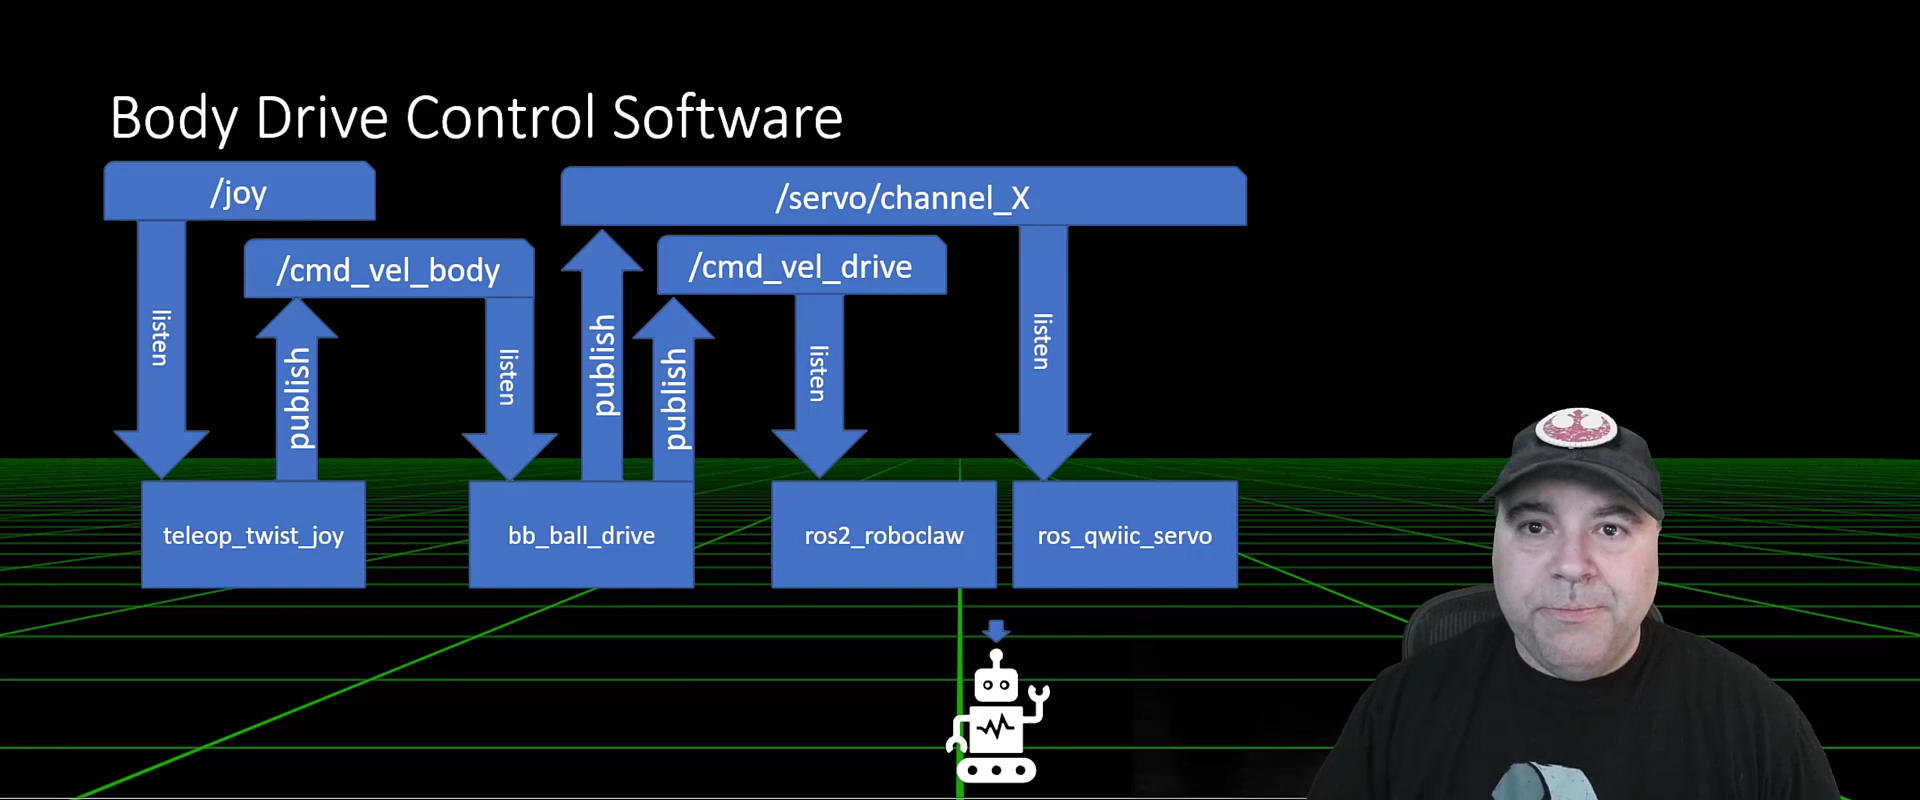 Body Drive Control Software
/joy
/servo/channel_X
/cmd_vel_body
/cmd_vel_drive
listen
publish
listen
publish
publish
listen
listen
teleop_twist_joy
bb_ball_drive
ros2_roboclaw
ros_qwiic_servo